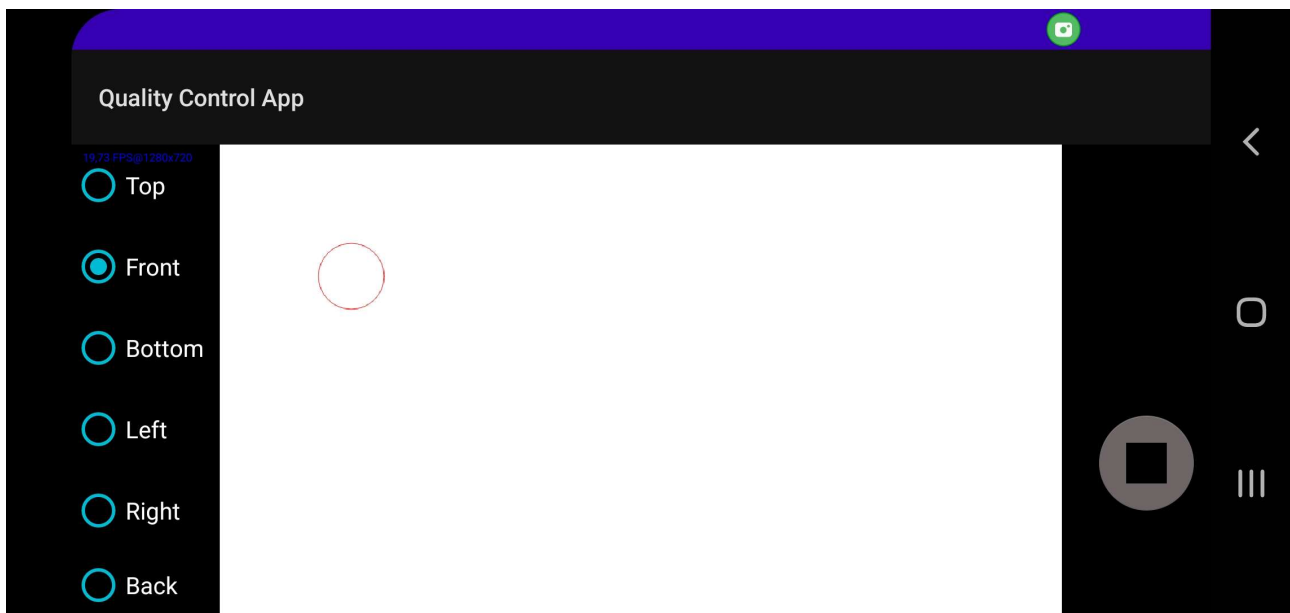 Quality Control App
19.73 FPS@1280x720
Top
Front
Bottom
Left
Right
Back